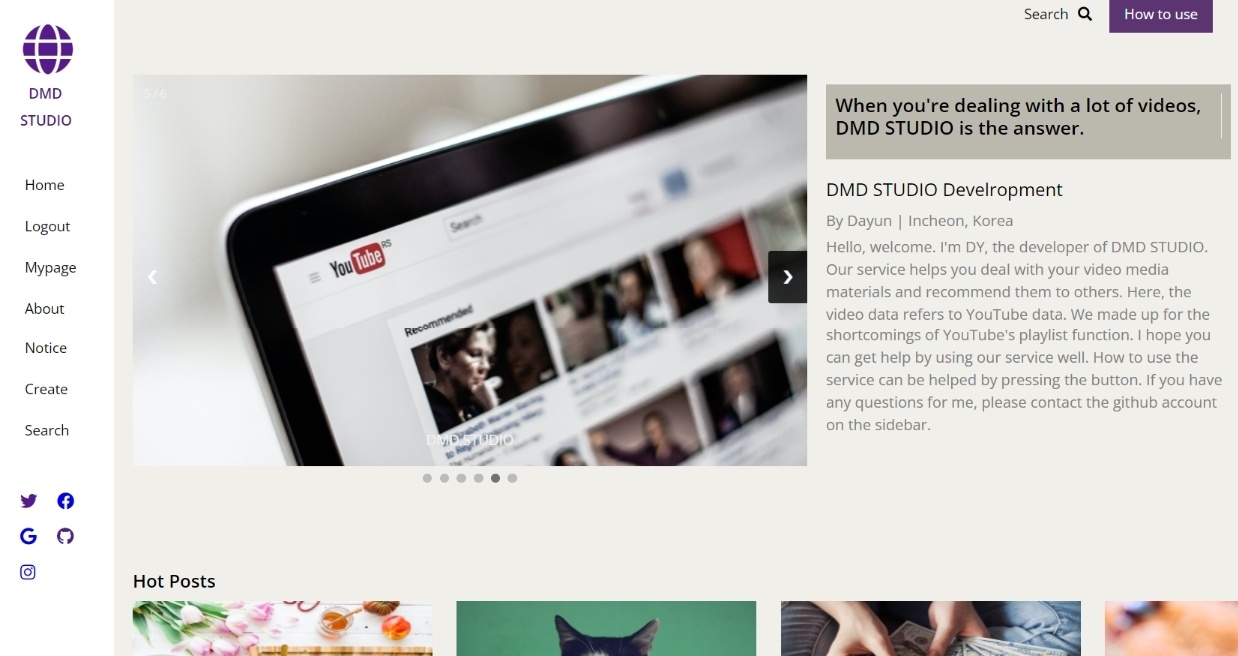 Search
How to use
DMD
STUDIO
Home
Logout
Mypage
About
Notice
Create
Search
5 / 6
Search
YouTube RS
Recommended
DMD STUDIO
When you're dealing with a lot of videos,
DMD STUDIO is the answer.
DMD STUDIO Develropment
By Dayun | Incheon, Korea
Hello, welcome. I'm DY, the developer of DMD STUDIO.
Our service helps you deal with your video media
materials and recommend them to others. Here, the
video data refers to YouTube data. We made up for the
shortcomings of YouTube's playlist function. I hope you
can get help by using our service well. How to use the
service can be helped by pressing the button. If you have
any questions for me, please contact the github account
on the sidebar.
Hot Posts